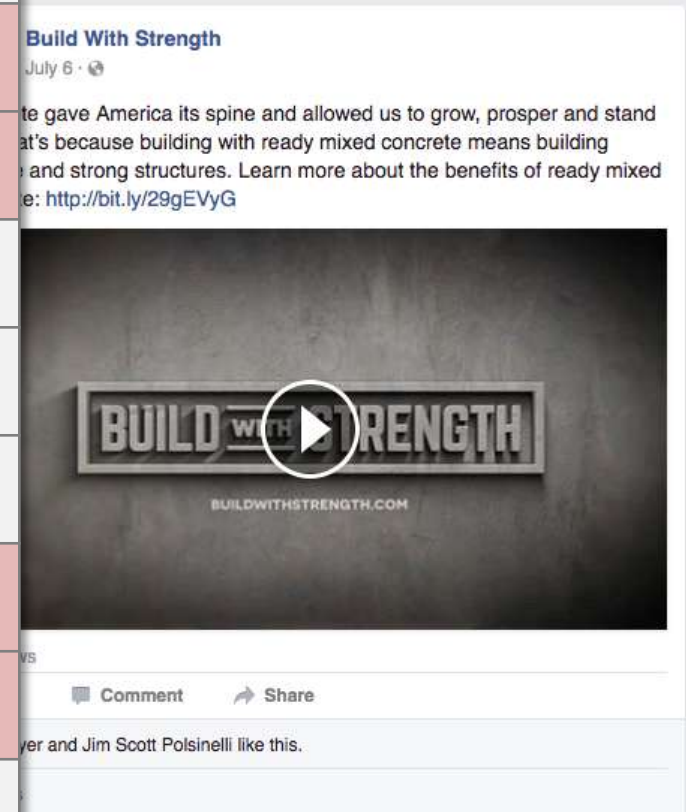 Build With Strength
July 6 ·
te gave America its spine and allowed us to grow, prosper and stand
at's because building with ready mixed concrete means building
and strong structures. Learn more about the benefits of ready mixed
e: http://bit.ly/29gEVyG
BUILD WITH STRENGTH
BUILDWITHSTRENGTH.COM
ws
Comment Share
yer and Jim Scott Polsinelli like this.